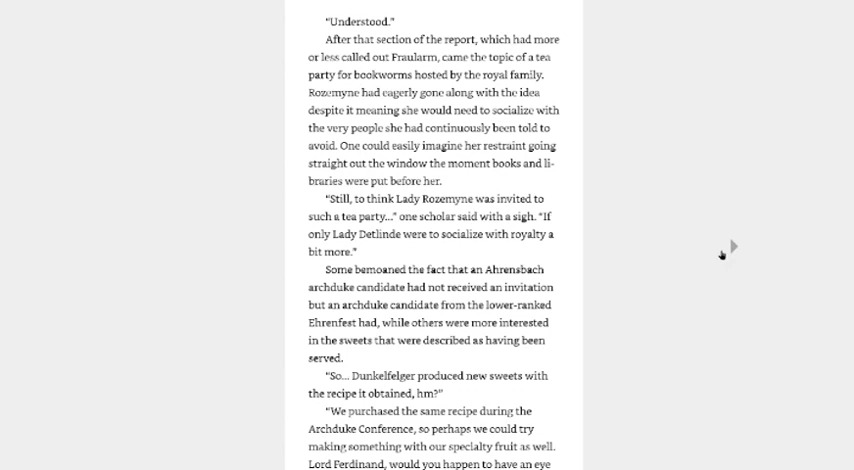 “Understood.”
After that section of the report, which had more
or less called out Fraularm, came the topic of a tea
party for bookworms hosted by the royal family.
Rozemyne had eagerly gone along with the idea
despite it meaning she would need to socialize with
the very people she had continuously been told to
avoid. One could easily imagine her restraint going
straight out the window the moment books and li-
braries were put before her.
“Still, to think Lady Rozemyne was invited to
such a tea party...” one scholar said with a sigh. “If
only Lady Detlinde were to socialize with royalty a
bit more.”
Some bemoaned the fact that an Ahrensbach
archduke candidate had not received an invitation
but an archduke candidate from the lower-ranked
Ehrenfest had, while others were more interested
in the sweets that were described as having been
served.
“So... Dunkelfelger produced new sweets with
the recipe it obtained, hm?”
“We purchased the same recipe during the
Archduke Conference, so perhaps we could try
making something with our specialty fruit as well.
Lord Ferdinand, would you happen to have an eye